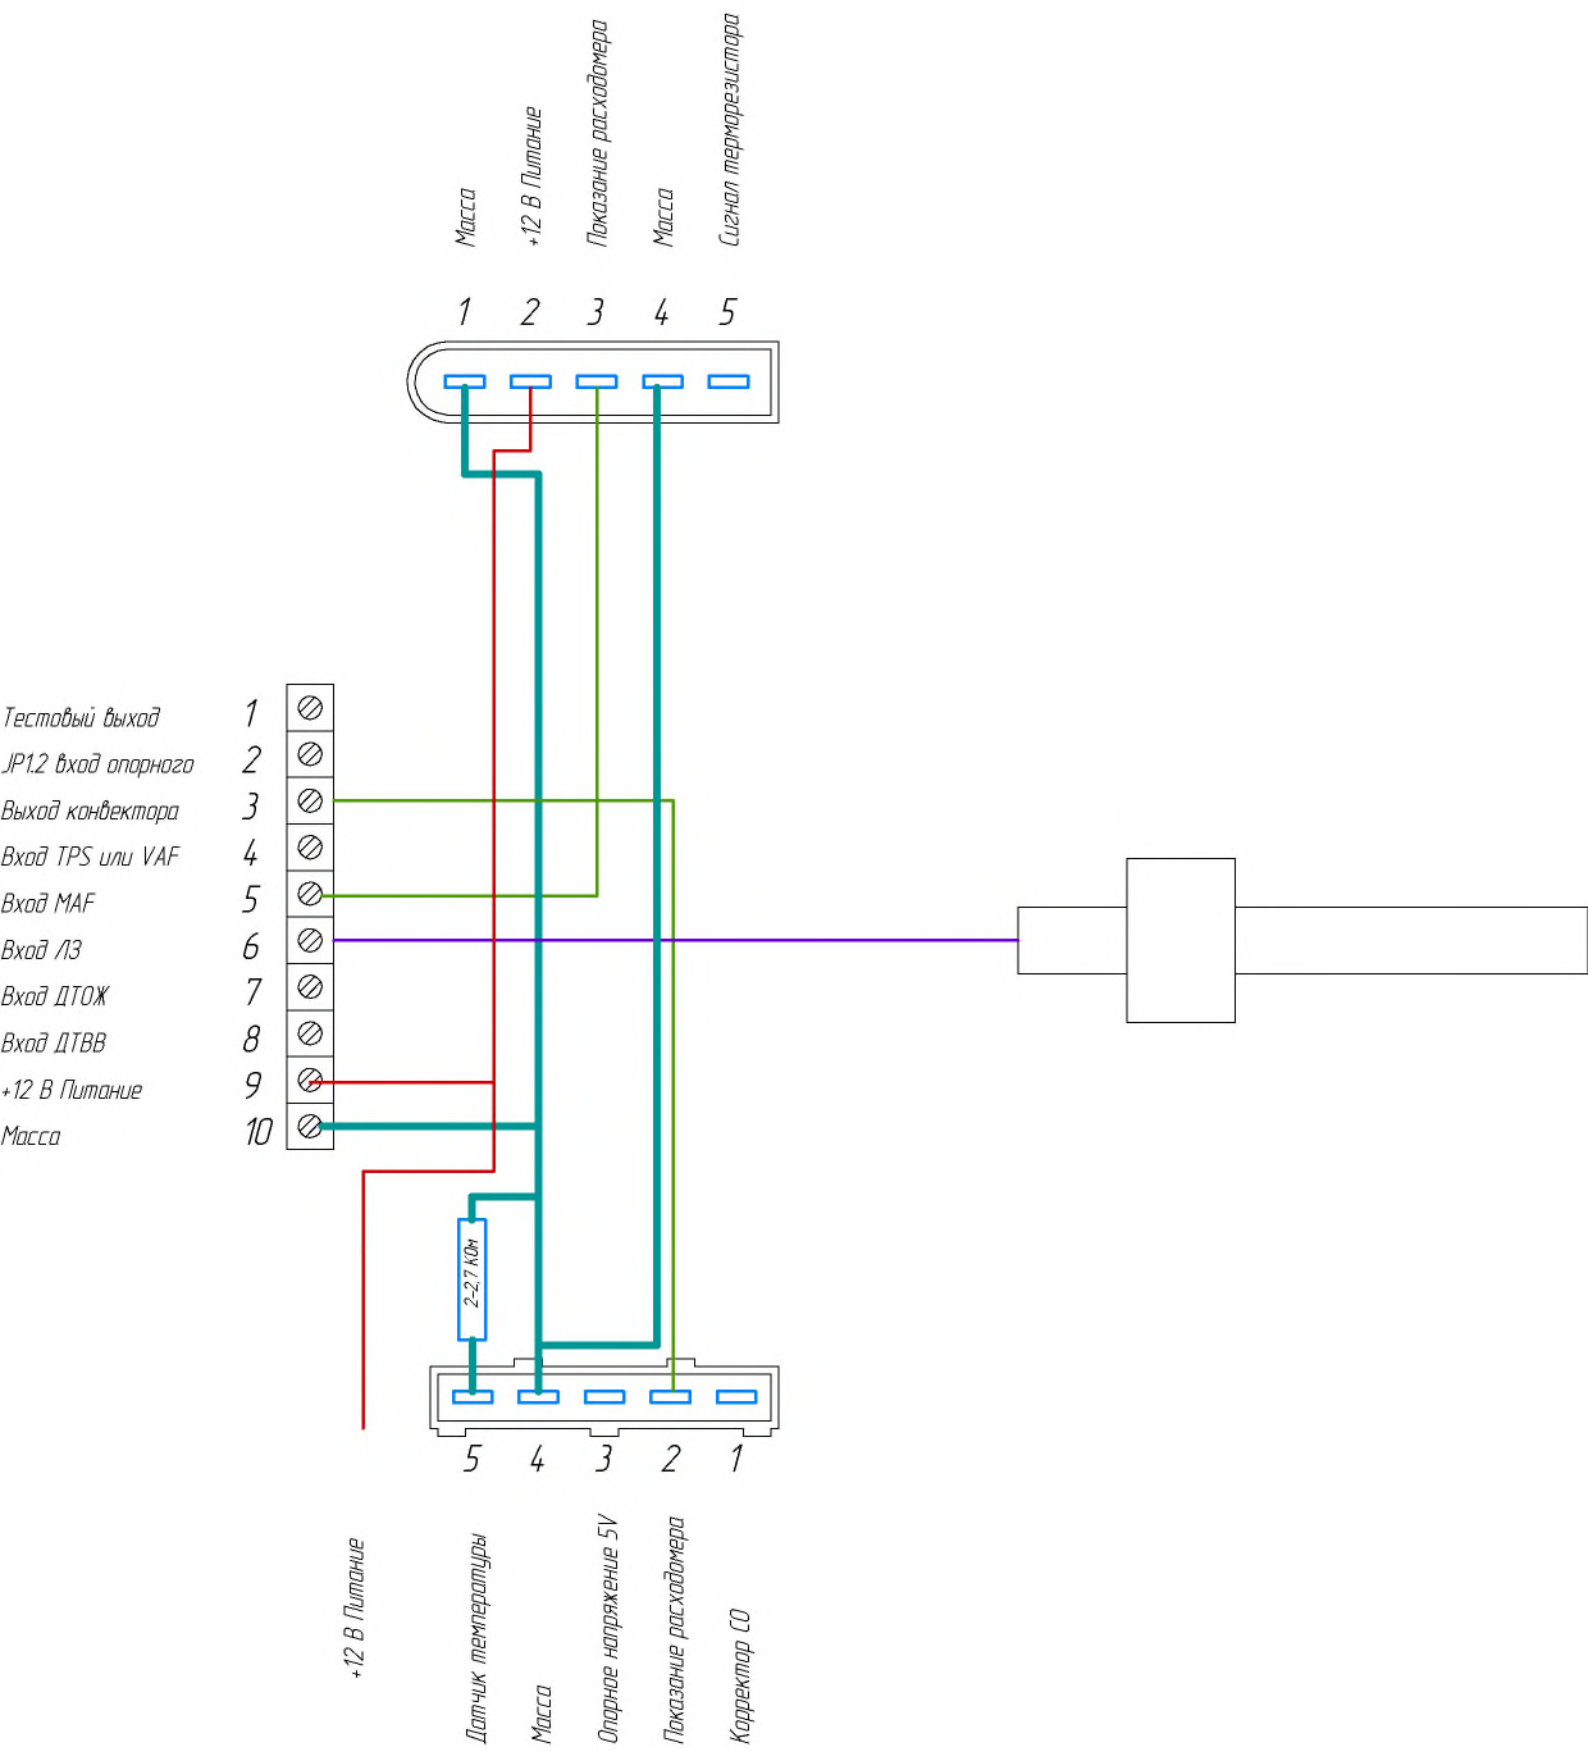 Масса
+12 В Питание
Показание расходомера
Масса
Сигнал терморезистора
1
2
3
4
5
Тестовый выход 1
JP1.2 вход опорного 2
Выход конвектора 3
Вход TPS или VAF 4
Вход MAF 5
Вход ЛЗ 6
Вход ДТОЖ 7
Вход ДТВВ 8
+12 В Питание 9
Масса 10
2-2,7 КОм
5
4
3
2
1
+12 В Питание
Датчик температуры
Масса
Опорное напряжение 5V
Показание расходомера
Корректор СО